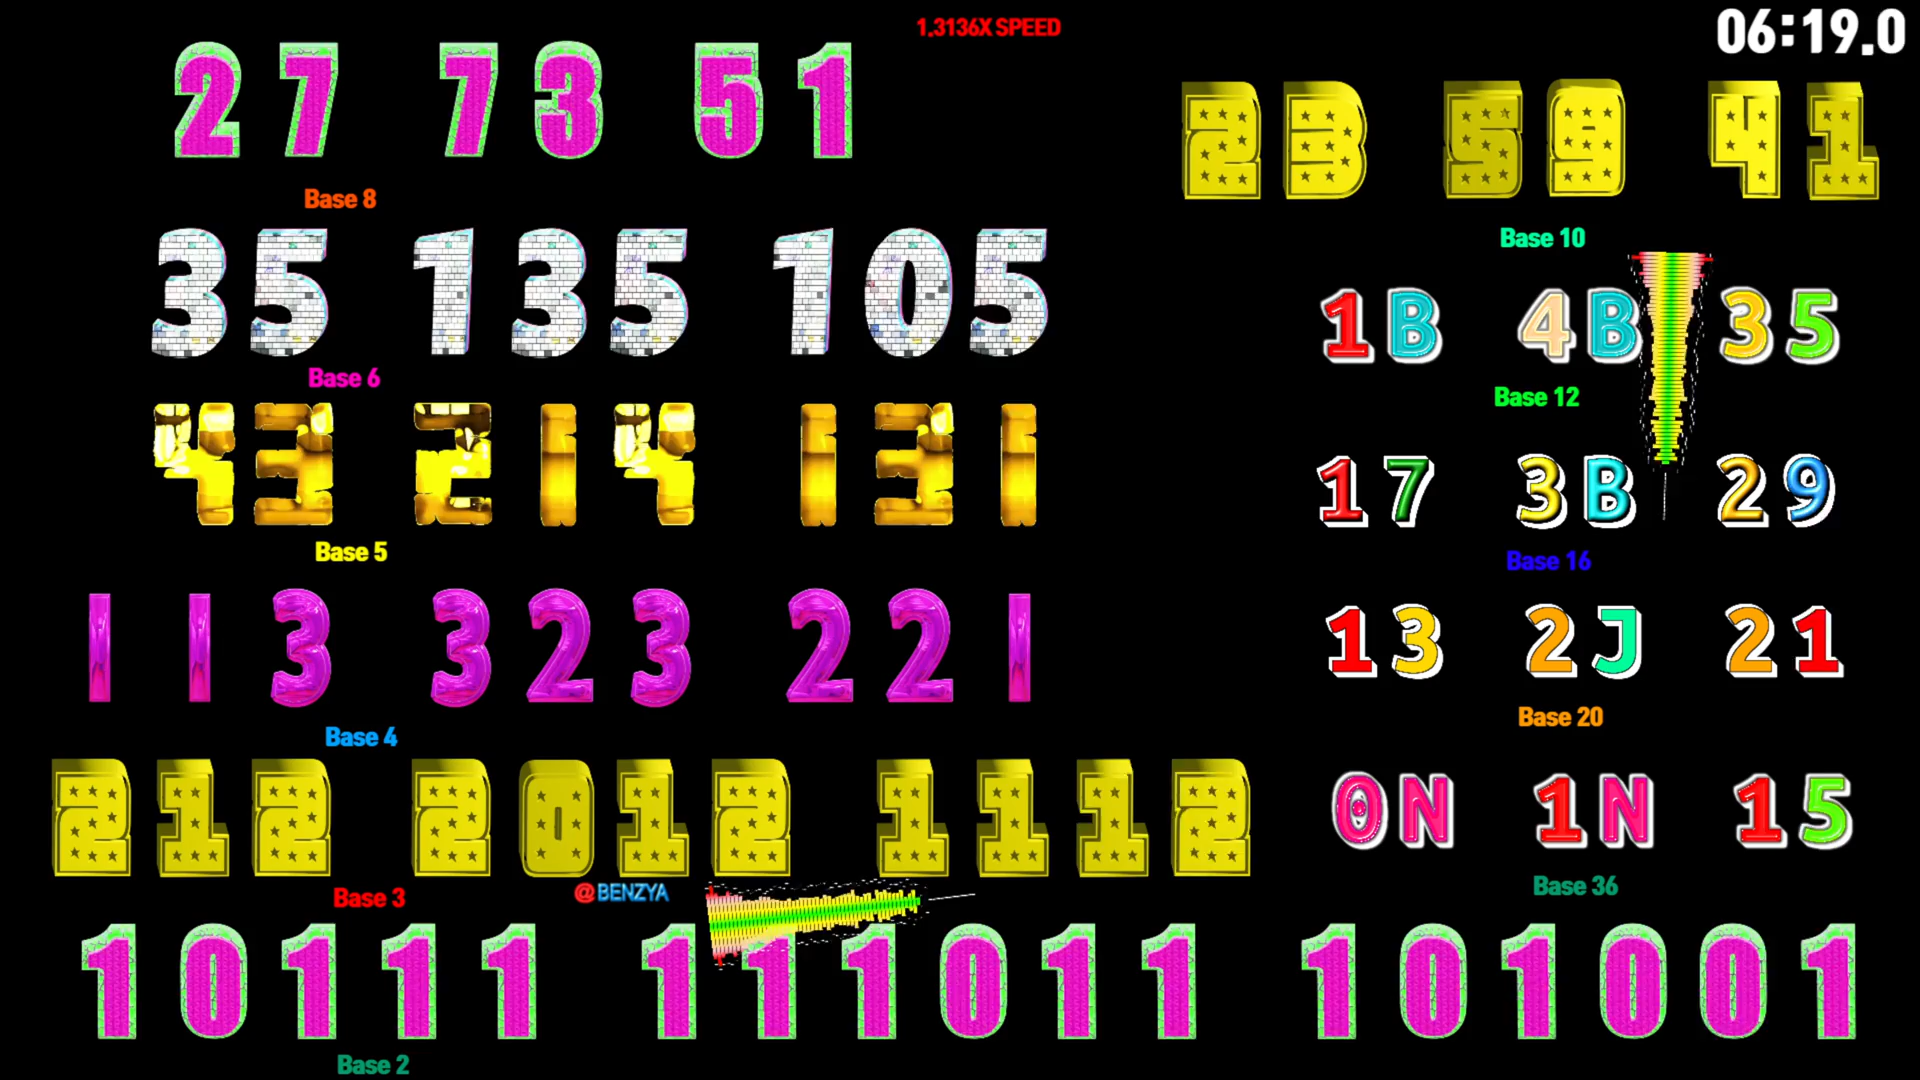 1.3136X SPEED
06:19.0
27 73 51
Base 8
23 59 41
Base 10
35 135 105
Base 6
1B 4B 35
Base 12
43 214 131
Base 5
17 3B 29
Base 16
113 323 221
Base 4
13 2J 21
Base 20
212 2012 1112
Base 3
0N 1N 15
Base 36
@BENZYA
10111 111011 101001
Base 2